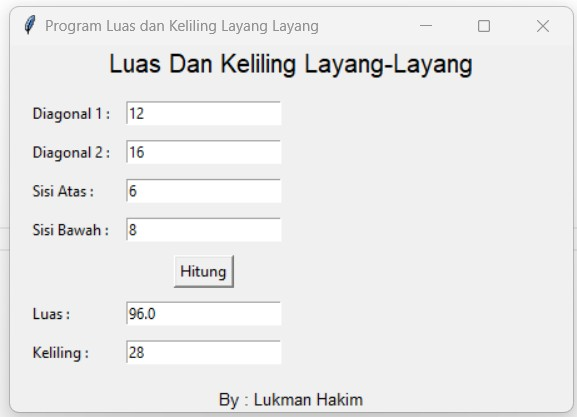 Program Luas dan Keliling Layang Layang
Luas Dan Keliling Layang-Layang
Diagonal 1 : 12
Diagonal 2 : 16
Sisi Atas : 6
Sisi Bawah : 8
Hitung
Luas : 96.0
Keliling : 28
By : Lukman Hakim